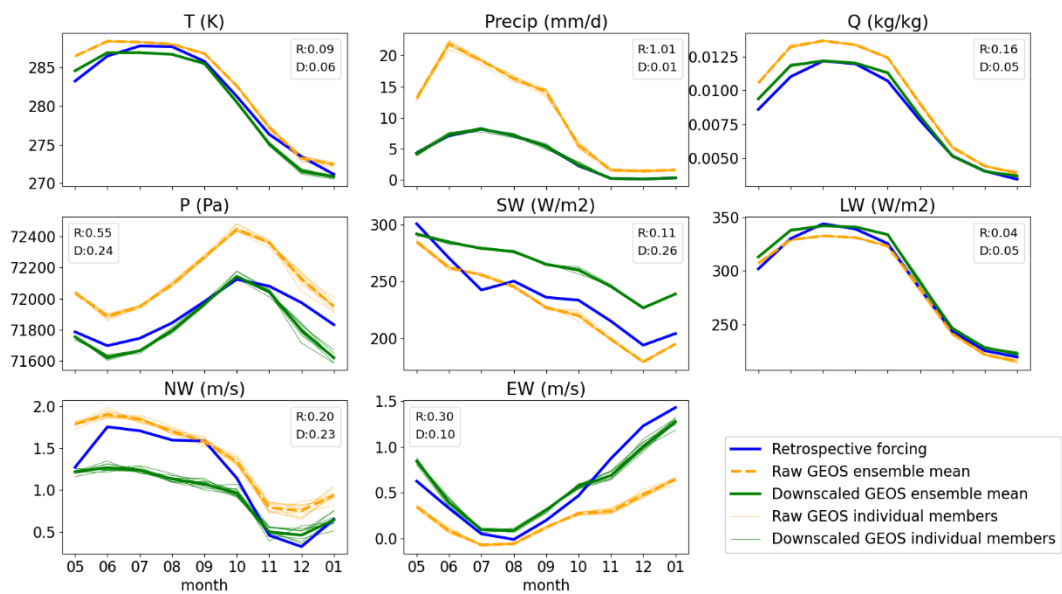 T (K)
Precip (mm/d)
Q (kg/kg)
285
280
275
270
R:0.09
D:0.06
20
15
10
5
0
R:1.01
D:0.01
0.0125
0.0100
0.0075
0.0050
R:0.16
D:0.05
P (Pa)
SW (W/m2)
LW (W/m2)
72400
72200
72000
71800
71600
R:0.55
D:0.24
300
250
200
R:0.11
D:0.26
350
300
250
R:0.04
D:0.05
NW (m/s)
EW (m/s)
2.0
1.5
1.0
0.5
R:0.20
D:0.23
05 06 07 08 09 10 11 12 01
month
1.5
1.0
0.5
0.0
R:0.30
D:0.10
05 06 07 08 09 10 11 12 01
month
Retrospective forcing
Raw GEOS ensemble mean
Downscaled GEOS ensemble mean
Raw GEOS individual members
Downscaled GEOS individual members